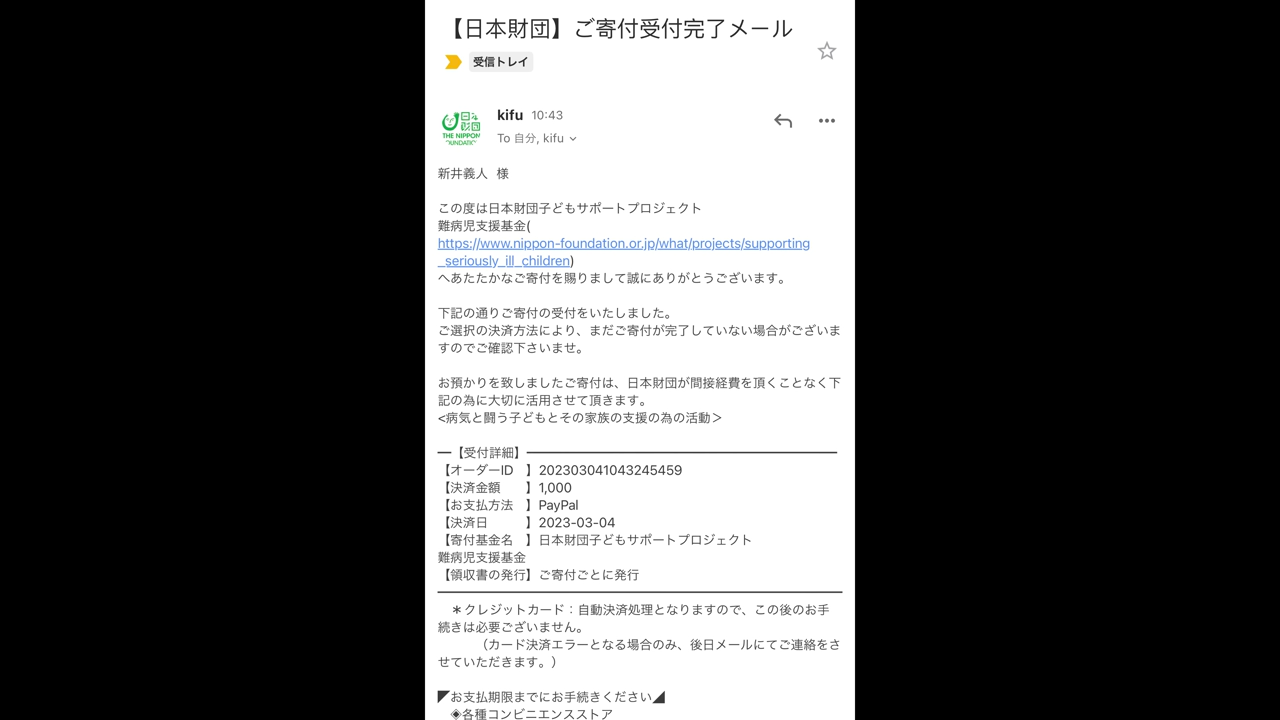 【日本財団】ご寄付受付完了メール
受信トレイ
kifu 10:43
To 自分, kifu
THE NIPPON
新井義人 様
この度は日本財団子どもサポートプロジェクト
難病児支援基金(
https://www.nippon-foundation.or.jp/what/projects/supporting
_seriously_ill_children)
へあたたかなご寄付を賜りまして誠にありがとうございます。
下記の通りご寄付の受付をいたしました。
ご選択の決済方法により、まだご寄付が完了していない場合がございま
すのでご確認下さいませ。
お預かりを致しましたご寄付は、日本財団が間接経費を頂くことなく下
記の為に大切に活用させて頂きます。
<病気と闘う子どもとその家族の支援の為の活動＞
━【受付詳細】━━━━━━━━━━━━━━━━━━━━━━━━━
【オーダーID　】202303041043245459
【決済金額　　】1,000
【お支払方法　】PayPal
【決済日　　　】2023-03-04
【寄付基金名　】日本財団子どもサポートプロジェクト
難病児支援基金
【領収書の発行】ご寄付ごとに発行
━━━━━━━━━━━━━━━━━━━━━━━━━━━━━━━━
＊クレジットカード：自動決済処理となりますので、この後のお手
続きは必要ございません。
（カード決済エラーとなる場合のみ、後日メールにてご連絡をさ
せていただきます。）
◤お支払期限までにお手続きください◢
◈各種コンビニエンスストア